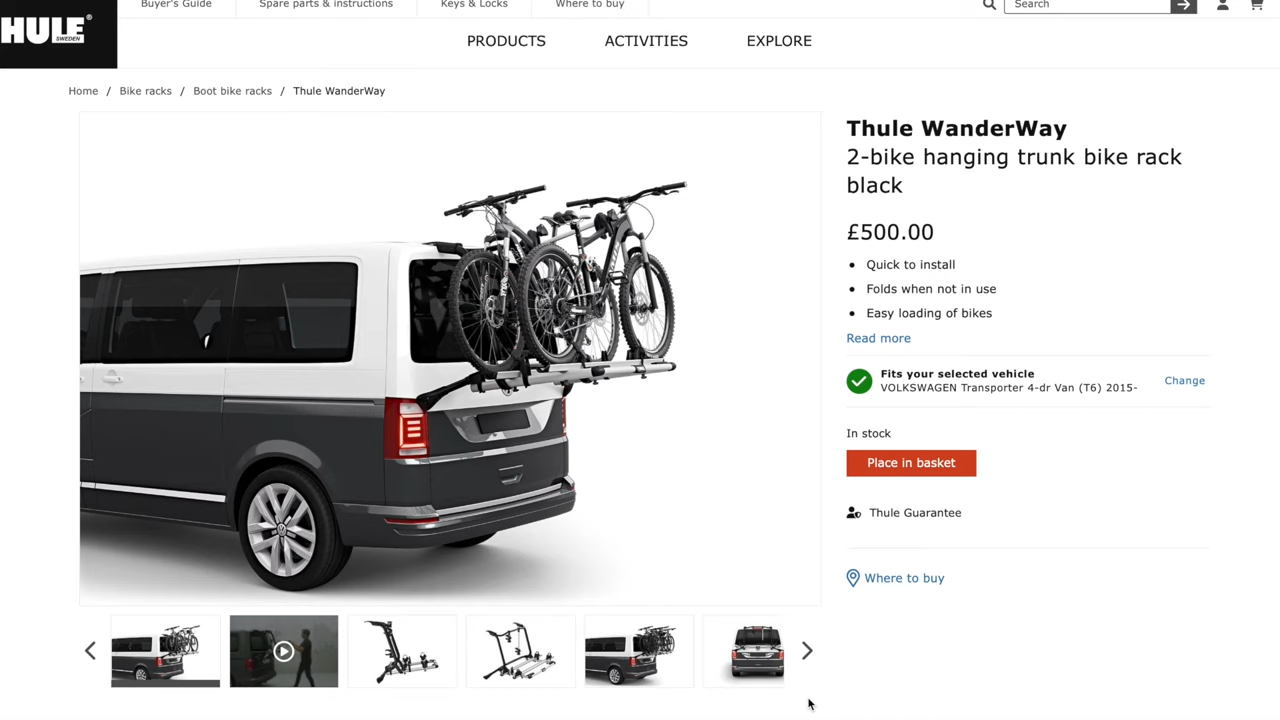 Buyer's Guide Spare parts & instructions Keys & Locks Where to buy Search
HULE®
SWEDEN
PRODUCTS ACTIVITIES EXPLORE
Home / Bike racks / Boot bike racks / Thule WanderWay
Thule WanderWay
2-bike hanging trunk bike rack
black
£500.00
• Quick to install
• Folds when not in use
• Easy loading of bikes
Read more
Fits your selected vehicle
VOLKSWAGEN Transporter 4-dr Van (T6) 2015-
Change
In stock
Place in basket
Thule Guarantee
Where to buy